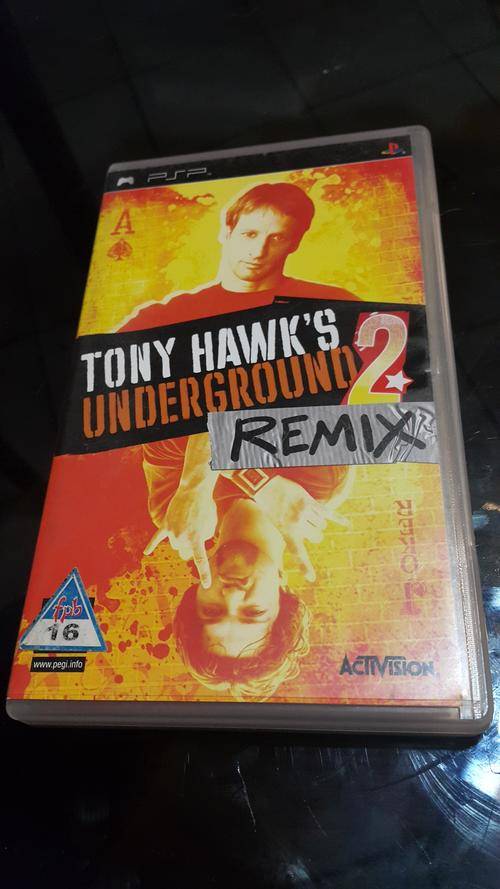 PSP
A
TONY HAWK'S
UNDERGROUND 2
REMIX
fpb
16
www.pegi.info
ACTIVISION